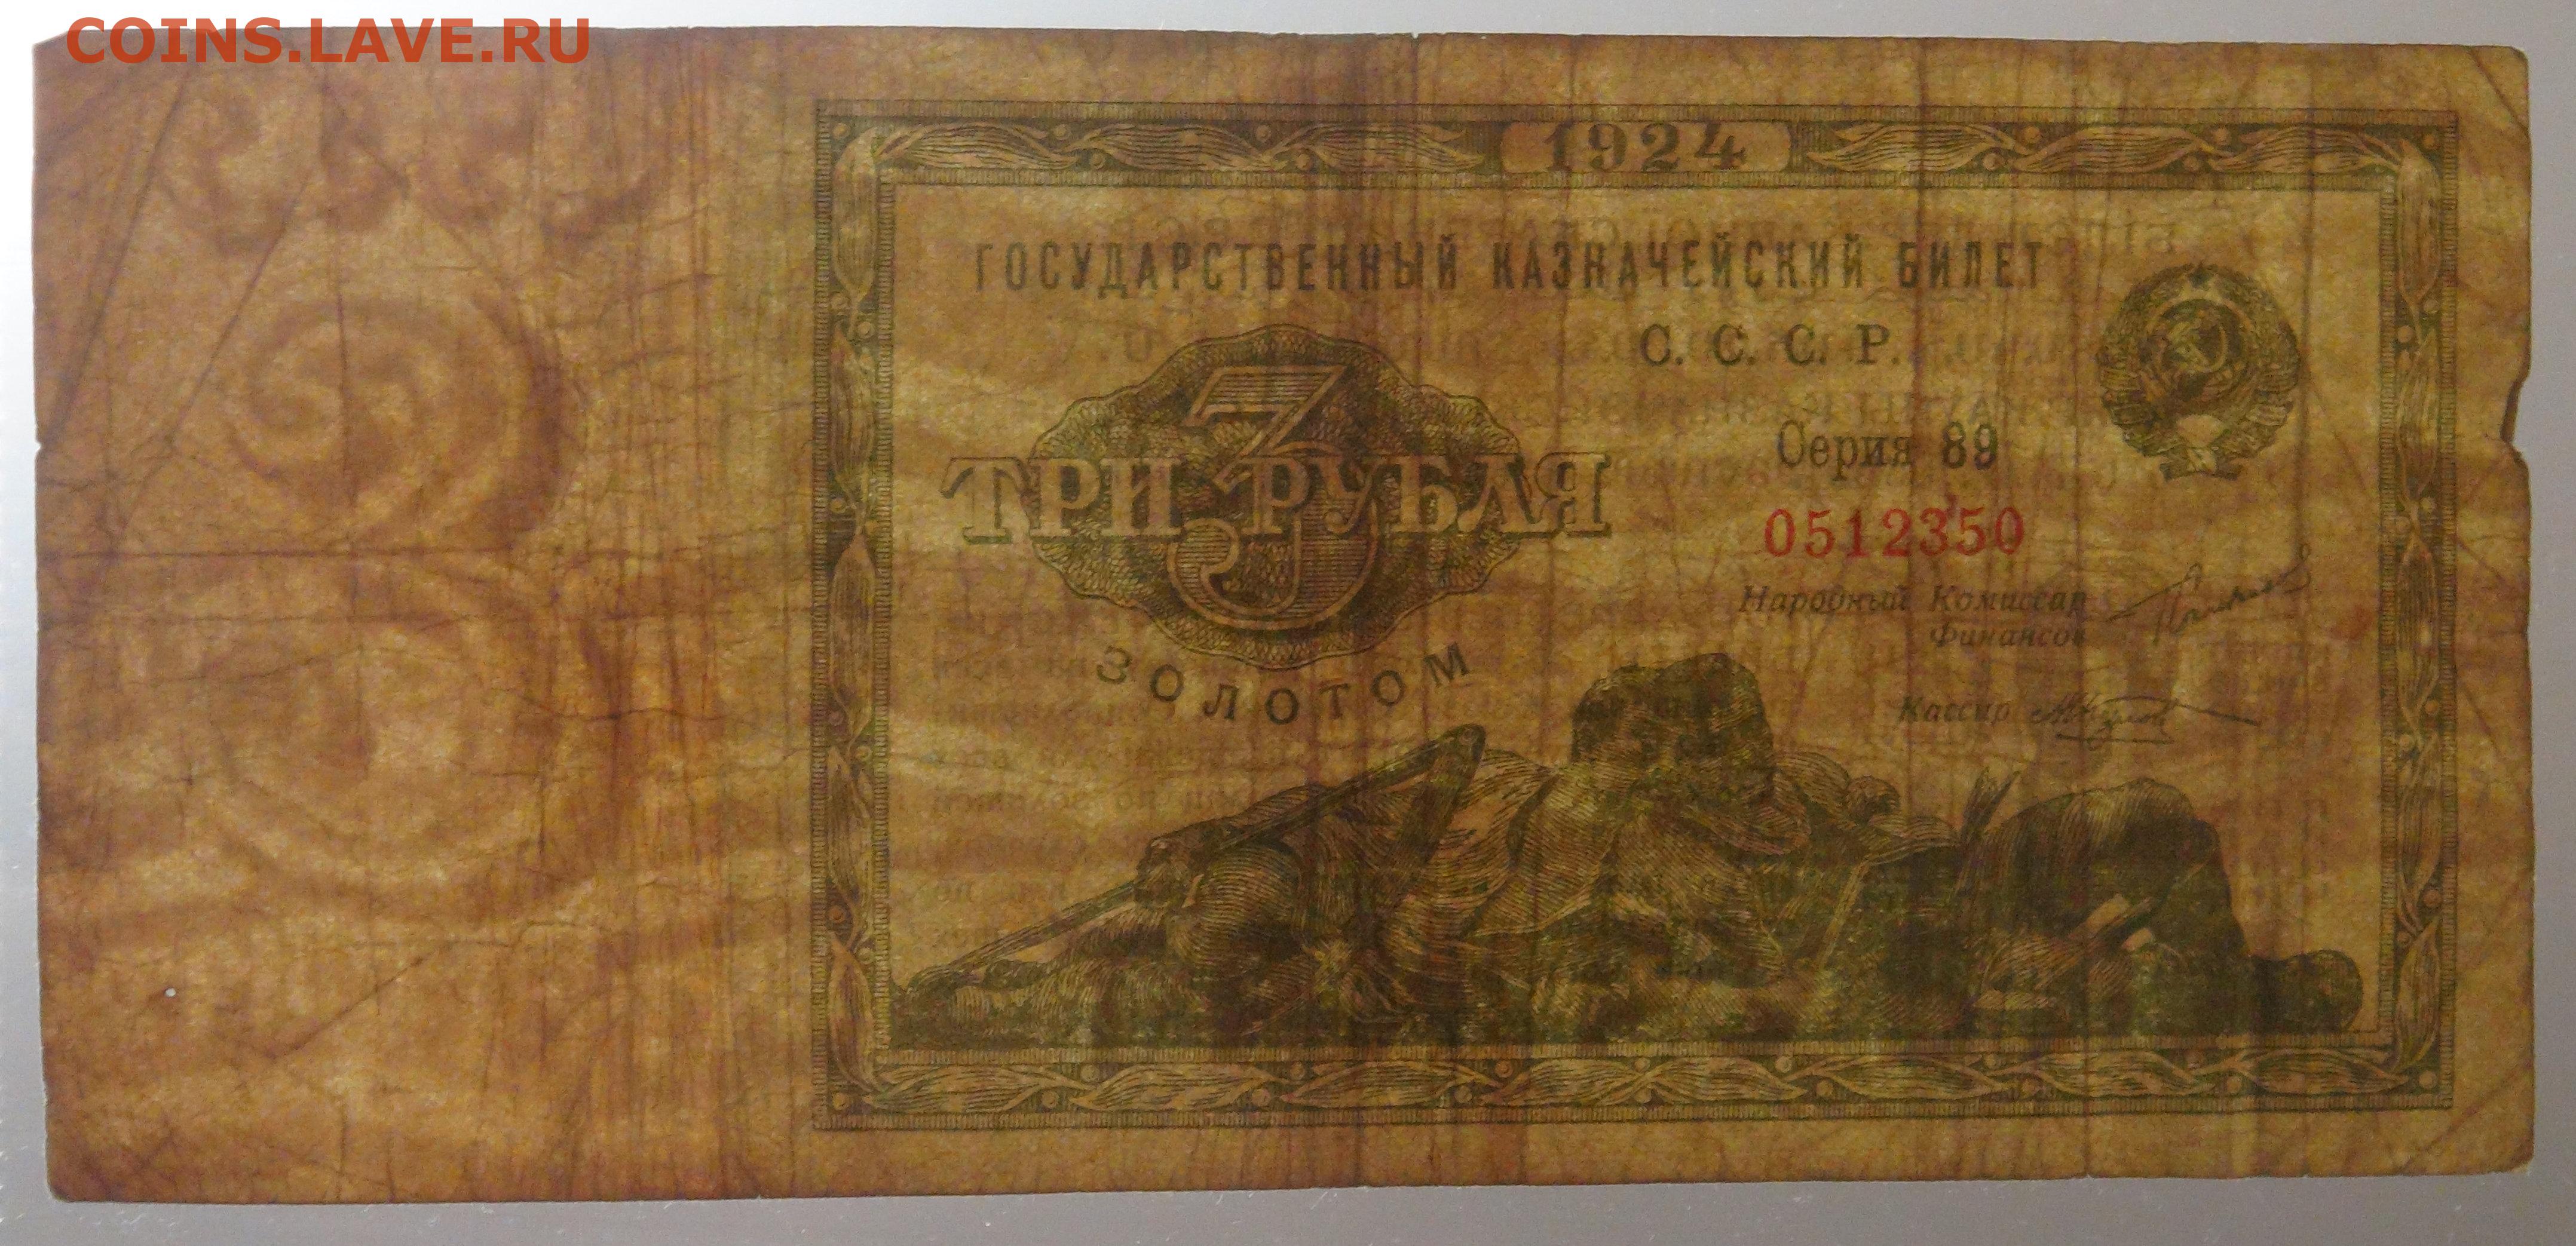 COINS.LAVE.RU
1924
ГОСУДАРСТВЕННЫЙ КАЗНАЧЕЙСКИЙ БИЛЕТ
С. С. С. Р.
3
ТРИ РУБЛЯ
ЗОЛОТОМ
Серия 89
0512350
Народный Комиссар
Финансов
Кассир